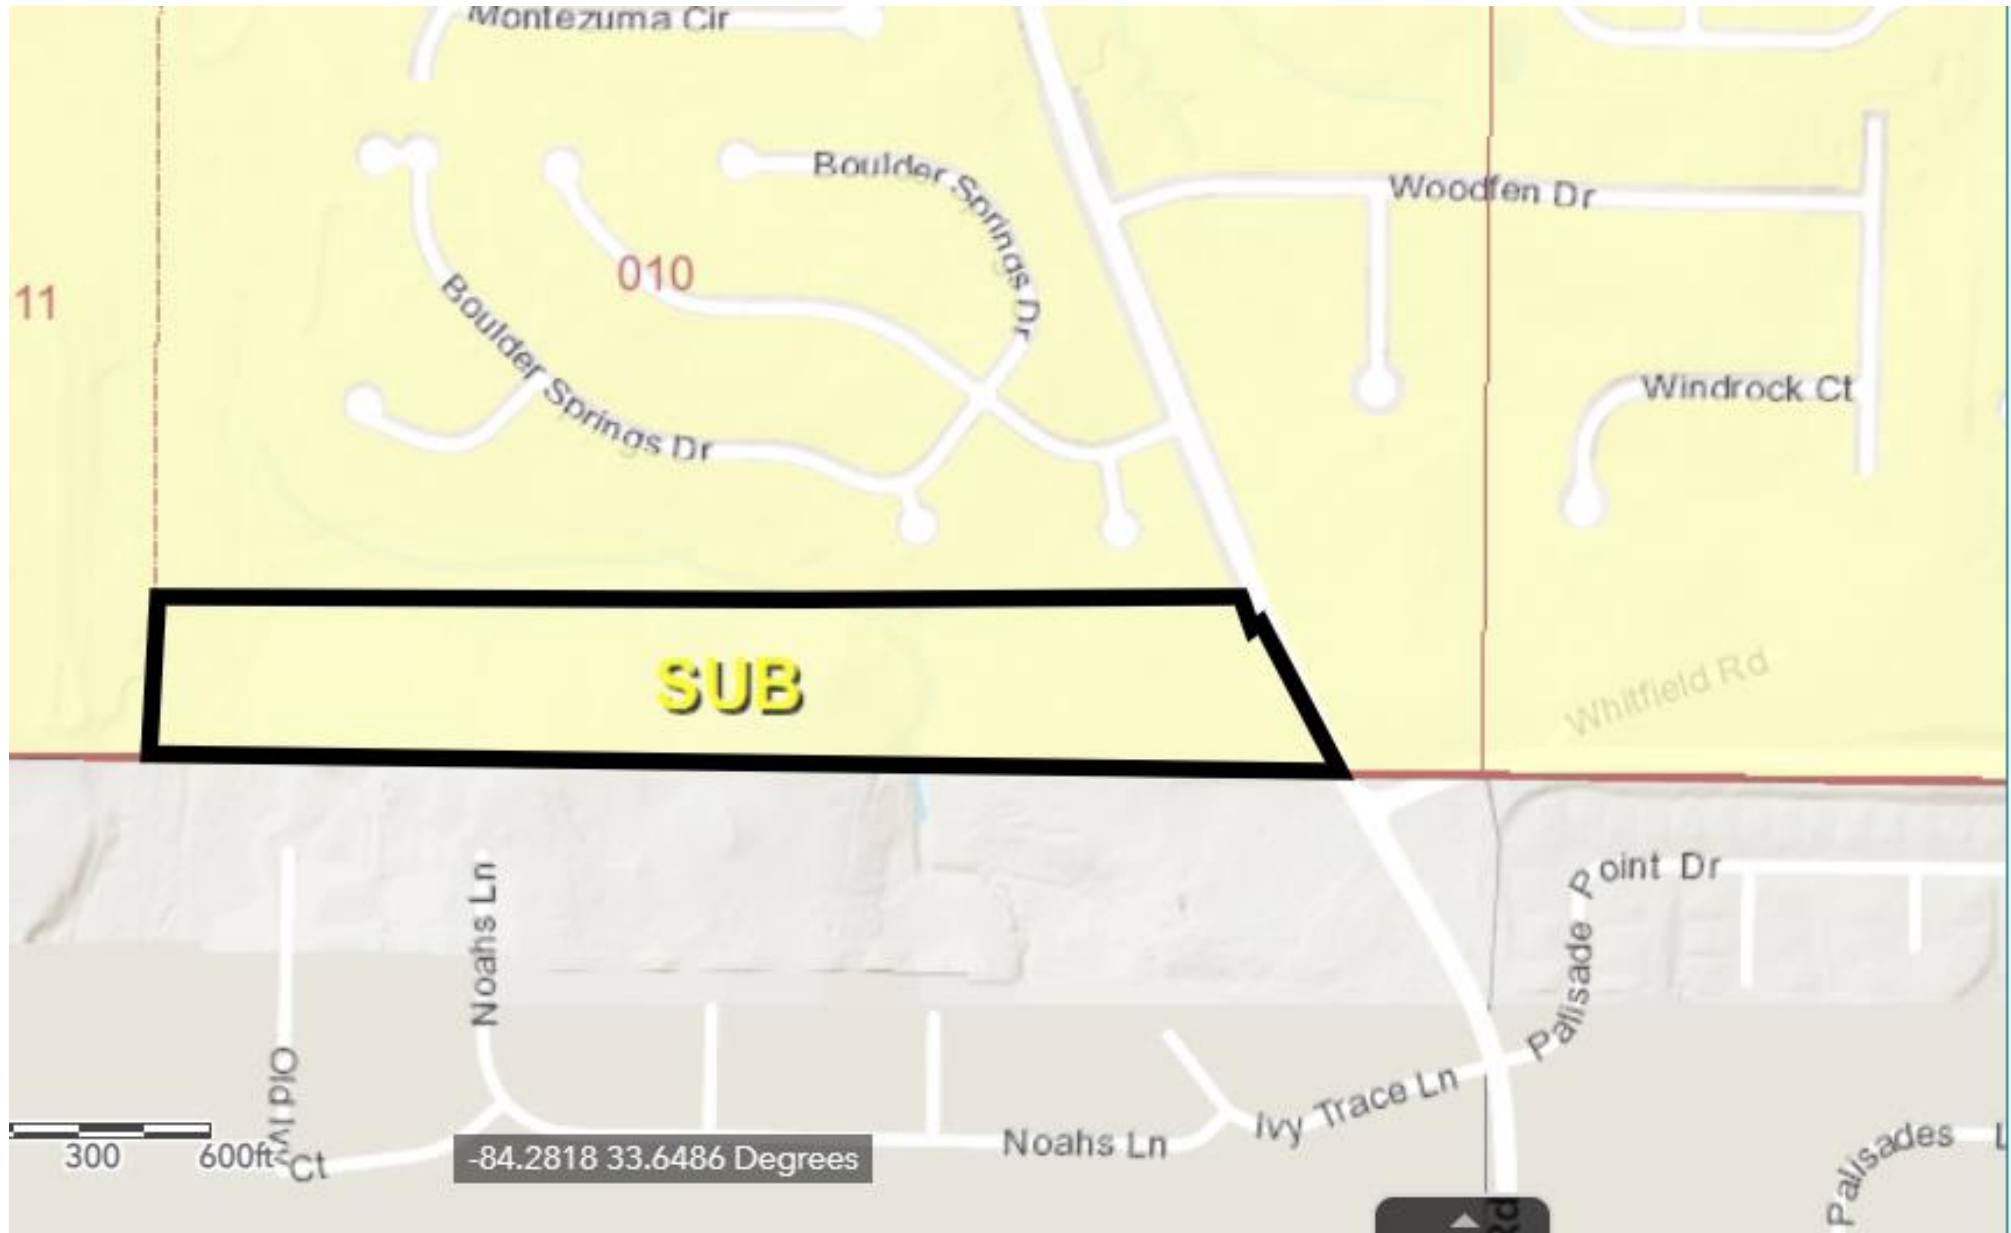 Montezuma Cir
Boulder Springs Dr
Woodfen Dr
010
11
Boulder Springs Dr
Windrock Ct
SUB
Whitfield Rd
Palisade Point Dr
Noahs Ln
Old Ivy Ct
Ivy Trace Ln
Noahs Ln
300 600ft
-84.2818 33.6486 Degrees
Palisades L
Rd